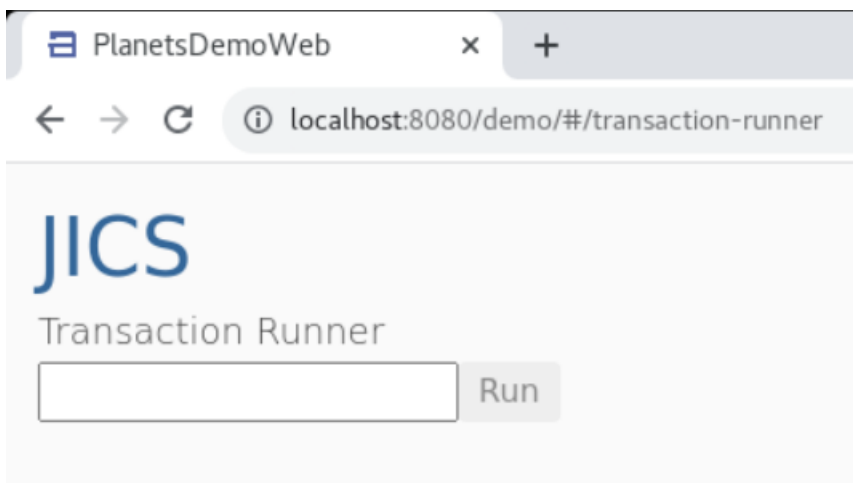 PlanetsDemoWeb
localhost:8080/demo/#/transaction-runner
JICS
Transaction Runner
Run